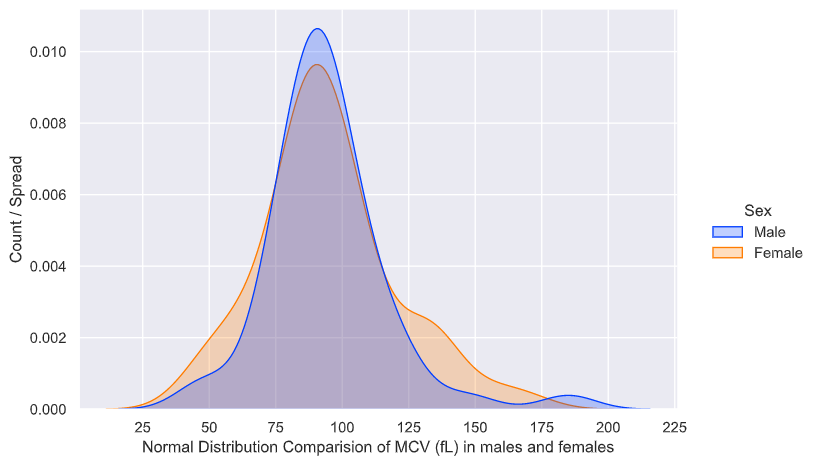 0.010
0.008
0.006
0.004
0.002
0.000
Count / Spread
25 50 75 100 125 150 175 200 225
Normal Distribution Comparision of MCV (fL) in males and females
Sex
Male
Female